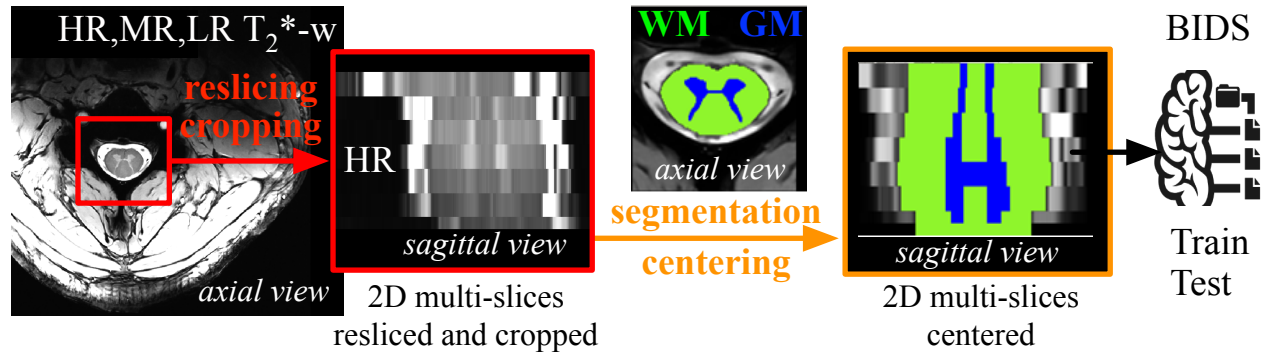 HR,MR,LR T2*-w
reslicing
cropping
axial view
HR
sagittal view
2D multi-slices
resliced and cropped
WM GM
axial view
segmentation
centering
sagittal view
2D multi-slices
centered
BIDS
Train
Test